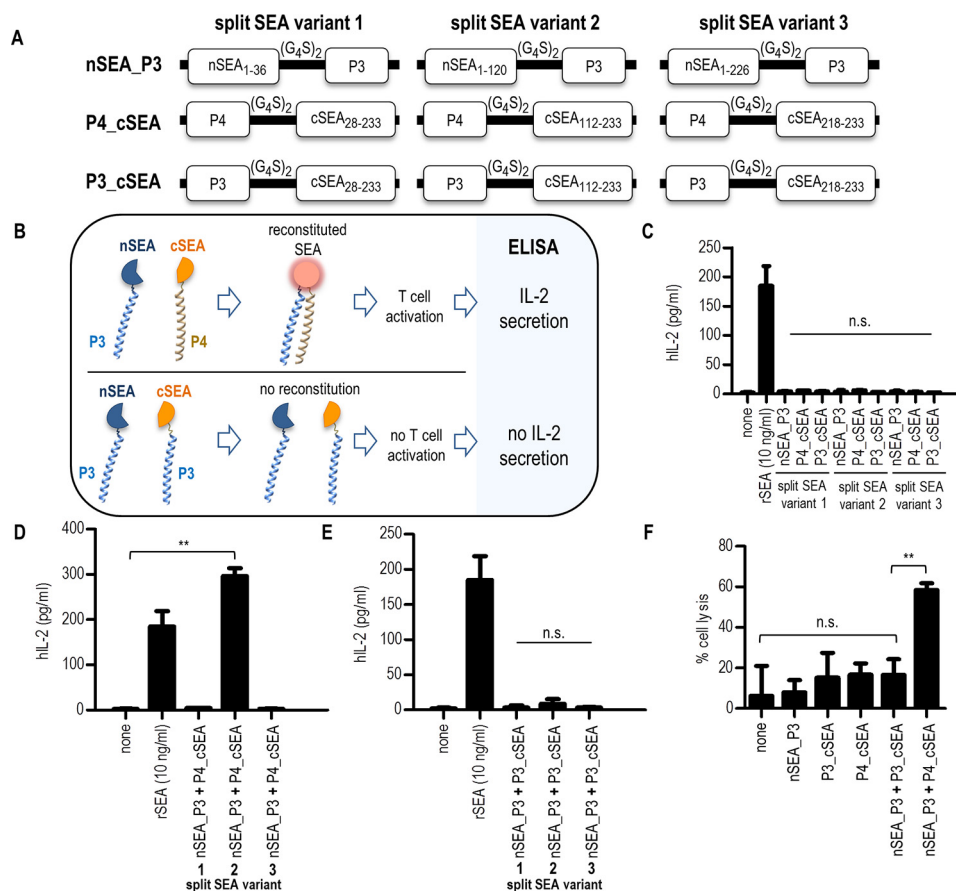 A
split SEA variant 1
split SEA variant 2
split SEA variant 3
nSEA_P3
nSEA1-36
(G4S)2
P3
nSEA1-120
(G4S)2
P3
nSEA1-226
(G4S)2
P3
P4_cSEA
P4
(G4S)2
cSEA28-233
P4
(G4S)2
cSEA112-233
P4
(G4S)2
cSEA218-233
P3_cSEA
P3
(G4S)2
cSEA28-233
P3
(G4S)2
cSEA112-233
P3
(G4S)2
cSEA218-233
B
nSEA
cSEA
P3
P4
reconstituted
SEA
T cell
activation
ELISA
IL-2
secretion
nSEA
cSEA
P3
P3
no reconstitution
no T cell
activation
no IL-2
secretion
C
hIL-2 (pg/ml)
250
200
150
100
50
0
n.s.
none
rSEA (10 ng/ml)
nSEA_P3
P4_cSEA
P3_cSEA
nSEA_P3
P4_cSEA
P3_cSEA
nSEA_P3
P4_cSEA
P3_cSEA
split SEA
variant 1
split SEA
variant 2
split SEA
variant 3
D
hIL-2 (pg/ml)
400
300
200
100
0
**
none
rSEA (10 ng/ml)
nSEA_P3 + P4_cSEA
nSEA_P3 + P4_cSEA
nSEA_P3 + P4_cSEA
1
2
3
split SEA variant
E
hIL-2 (pg/ml)
250
200
150
100
50
0
n.s.
none
rSEA (10 ng/ml)
nSEA_P3 + P3_cSEA
nSEA_P3 + P3_cSEA
nSEA_P3 + P3_cSEA
1
2
3
split SEA variant
F
% cell lysis
80
60
40
20
0
n.s.
**
none
nSEA_P3
P3_cSEA
P4_cSEA
nSEA_P3 + P3_cSEA
nSEA_P3 + P4_cSEA